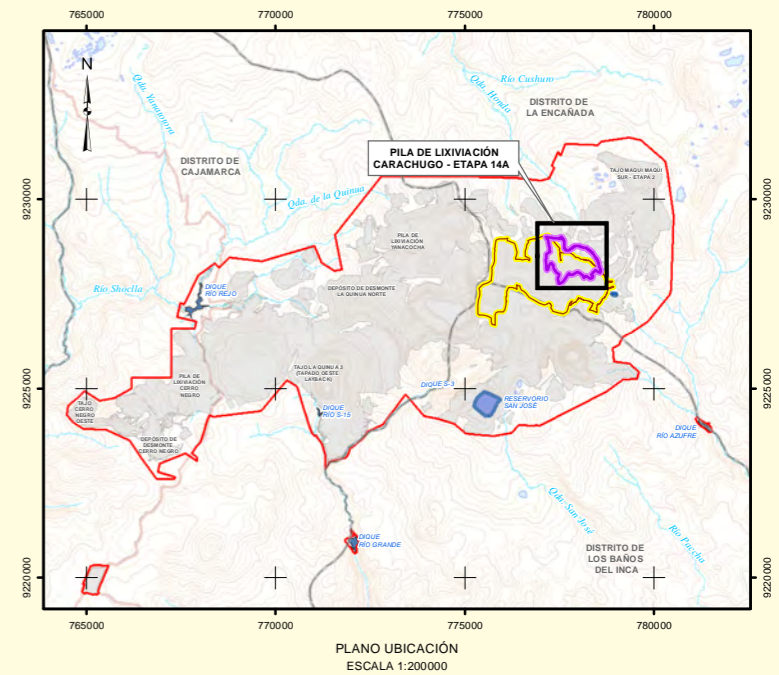 765000
770000
775000
780000
N
Qda. Yanatotora
Qda. Honda
Río Cushuro
DISTRITO DE
LA ENCAÑADA
PILA DE LIXIVIACIÓN
CARACHUGO - ETAPA 14A
DISTRITO DE
CAJAMARCA
TAJO MAQUI MAQUI
SUR - ETAPA 2
9230000
9230000
Qda. de la Quinua
PILA DE
LIXIVIACIÓN
YANACOCHA
Río Shoclla
DIQUE
RÍO REJO
DEPÓSITO DE DESMONTE
LA QUINUA NORTE
PILA DE
LIXIVIACIÓN
CERRO
NEGRO
TAJO LA QUINUA 3
(TAPADO OESTE
LAYBACK)
DIQUE S-3
RESERVORIO
SAN JOSÉ
9225000
9225000
TAJO
CERRO
NEGRO
OESTE
DIQUE
RÍO S-15
DEPÓSITO DE
DESMONTE
CERRO NEGRO
DIQUE
RÍO AZUFRE
Qda. San José
Río Paccha
DIQUE
RÍO GRANDE
DISTRITO DE
LOS BAÑOS
DEL INCA
9220000
9220000
765000
770000
775000
780000
PLANO UBICACIÓN
ESCALA 1:200000